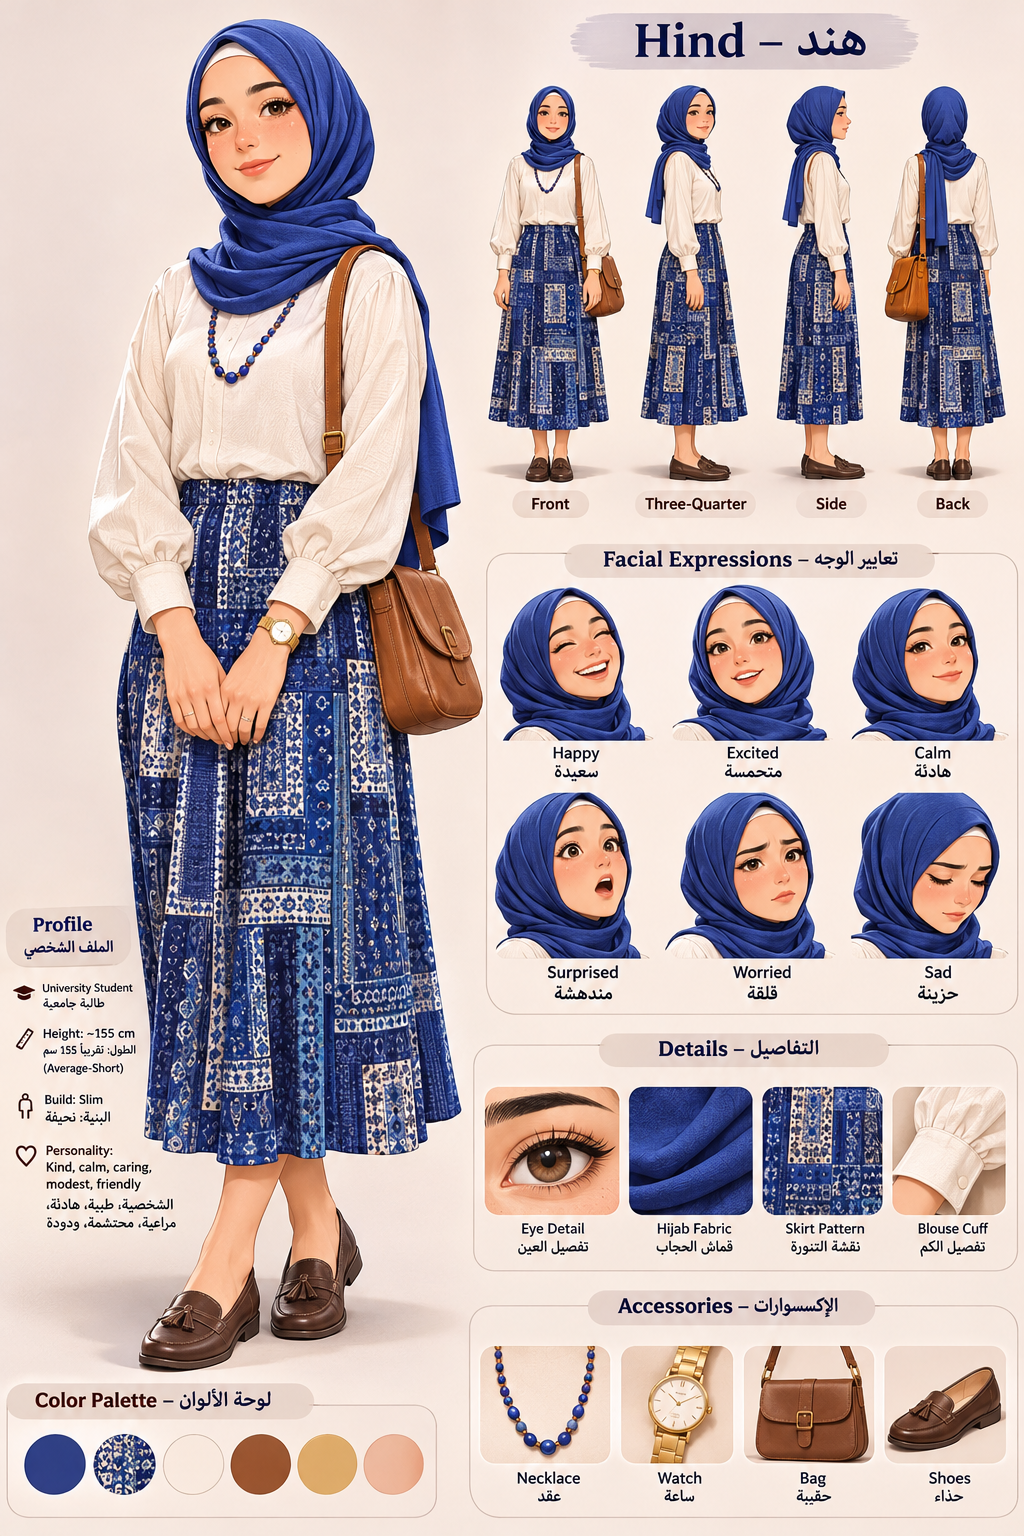 Hind – هند
Front
Three-Quarter
Side
Back
Facial Expressions – تعابير الوجه
Happy
سعيدة
Excited
متحمسة
Calm
هادئة
Surprised
مندهشة
Worried
قلقة
Sad
حزينة
Profile
الملف الشخصي
University Student
طالبة جامعية
Height: ~155 cm
الطول: تقريباً 155 سم
(Average-Short)
Build: Slim
البنية: نحيفة
Personality:
Kind, calm, caring,
modest, friendly
الشخصية، طيبة، هادئة،
مراعية، محتشمة، ودودة
Details – التفاصيل
Eye Detail
تفصيل العين
Hijab Fabric
قماش الحجاب
Skirt Pattern
نقشة التنورة
Blouse Cuff
تفصيل الكم
Accessories – الإكسسوارات
Necklace
عقد
Watch
ساعة
Bag
حقيبة
Shoes
حذاء
Color Palette – لوحة الألوان